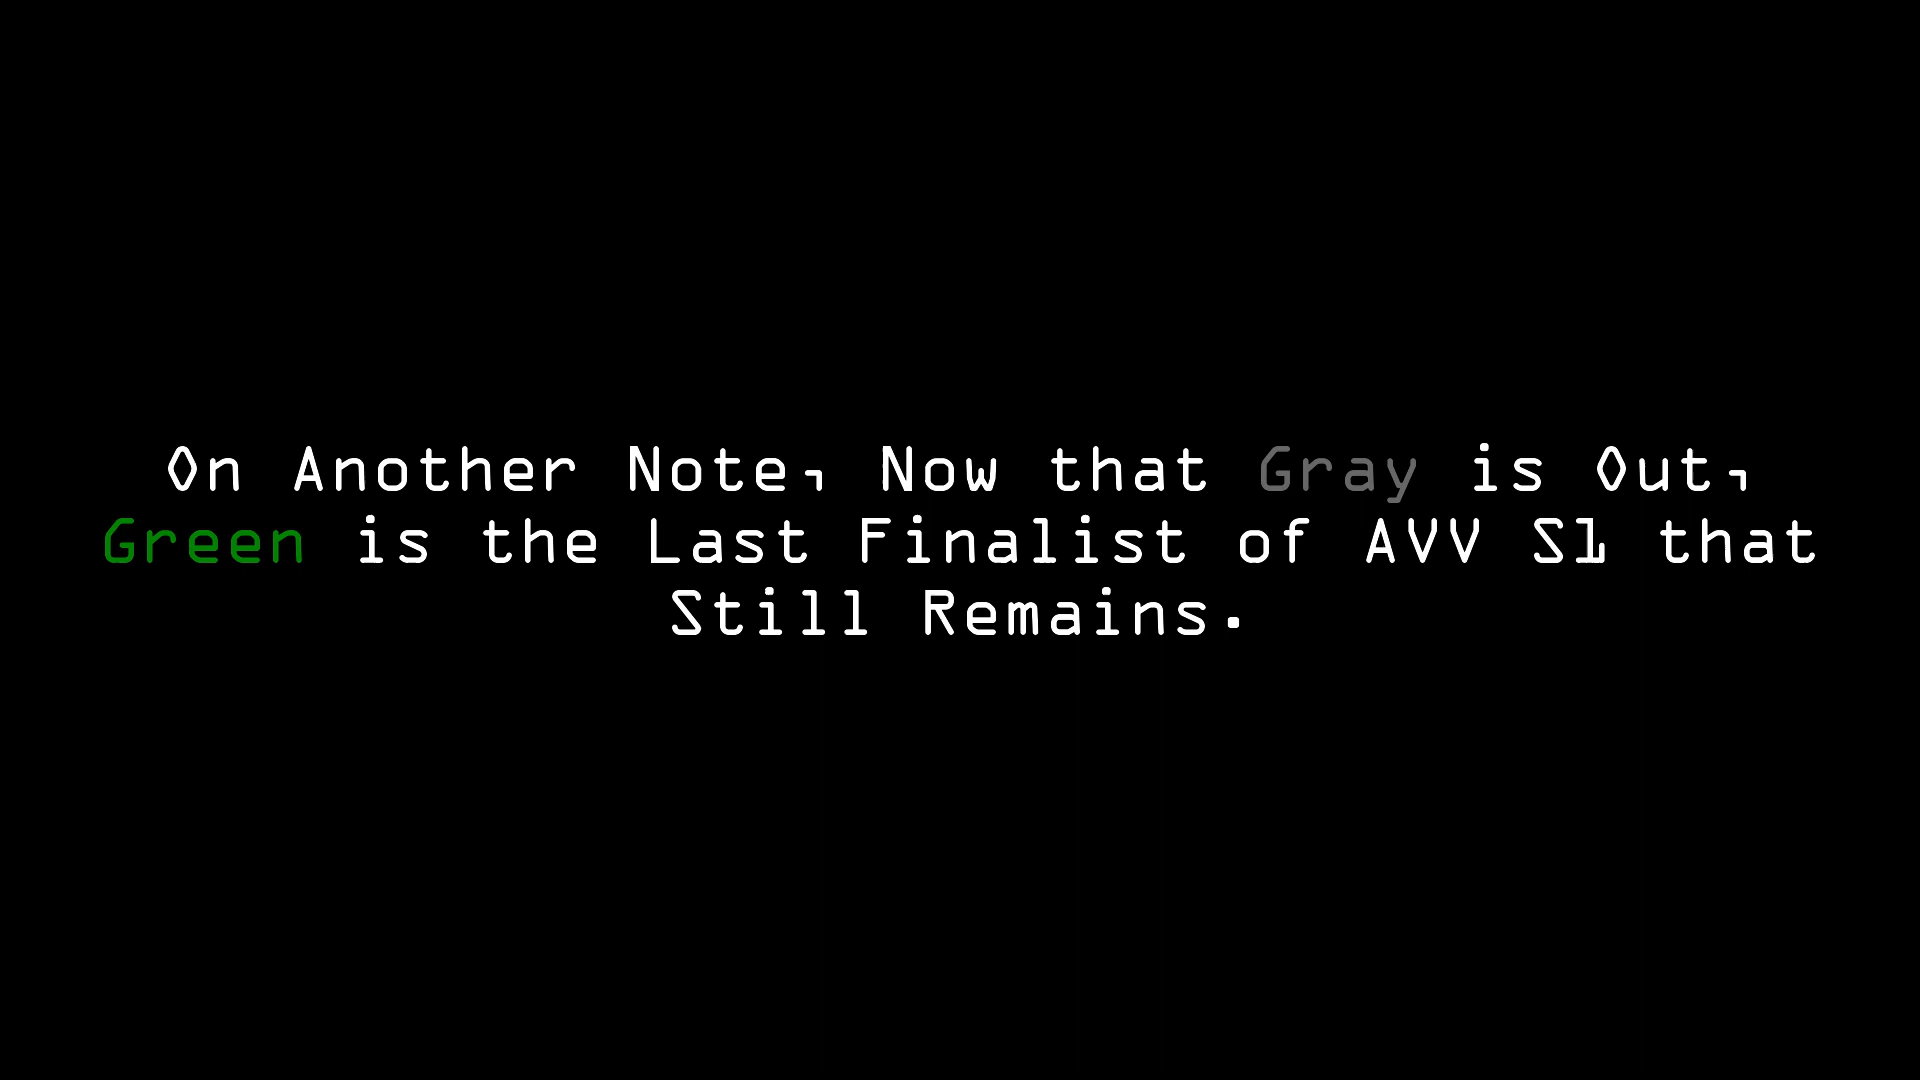 On Another Note, Now that Gray is Out,
Green is the Last Finalist of AVV S1 that
Still Remains.